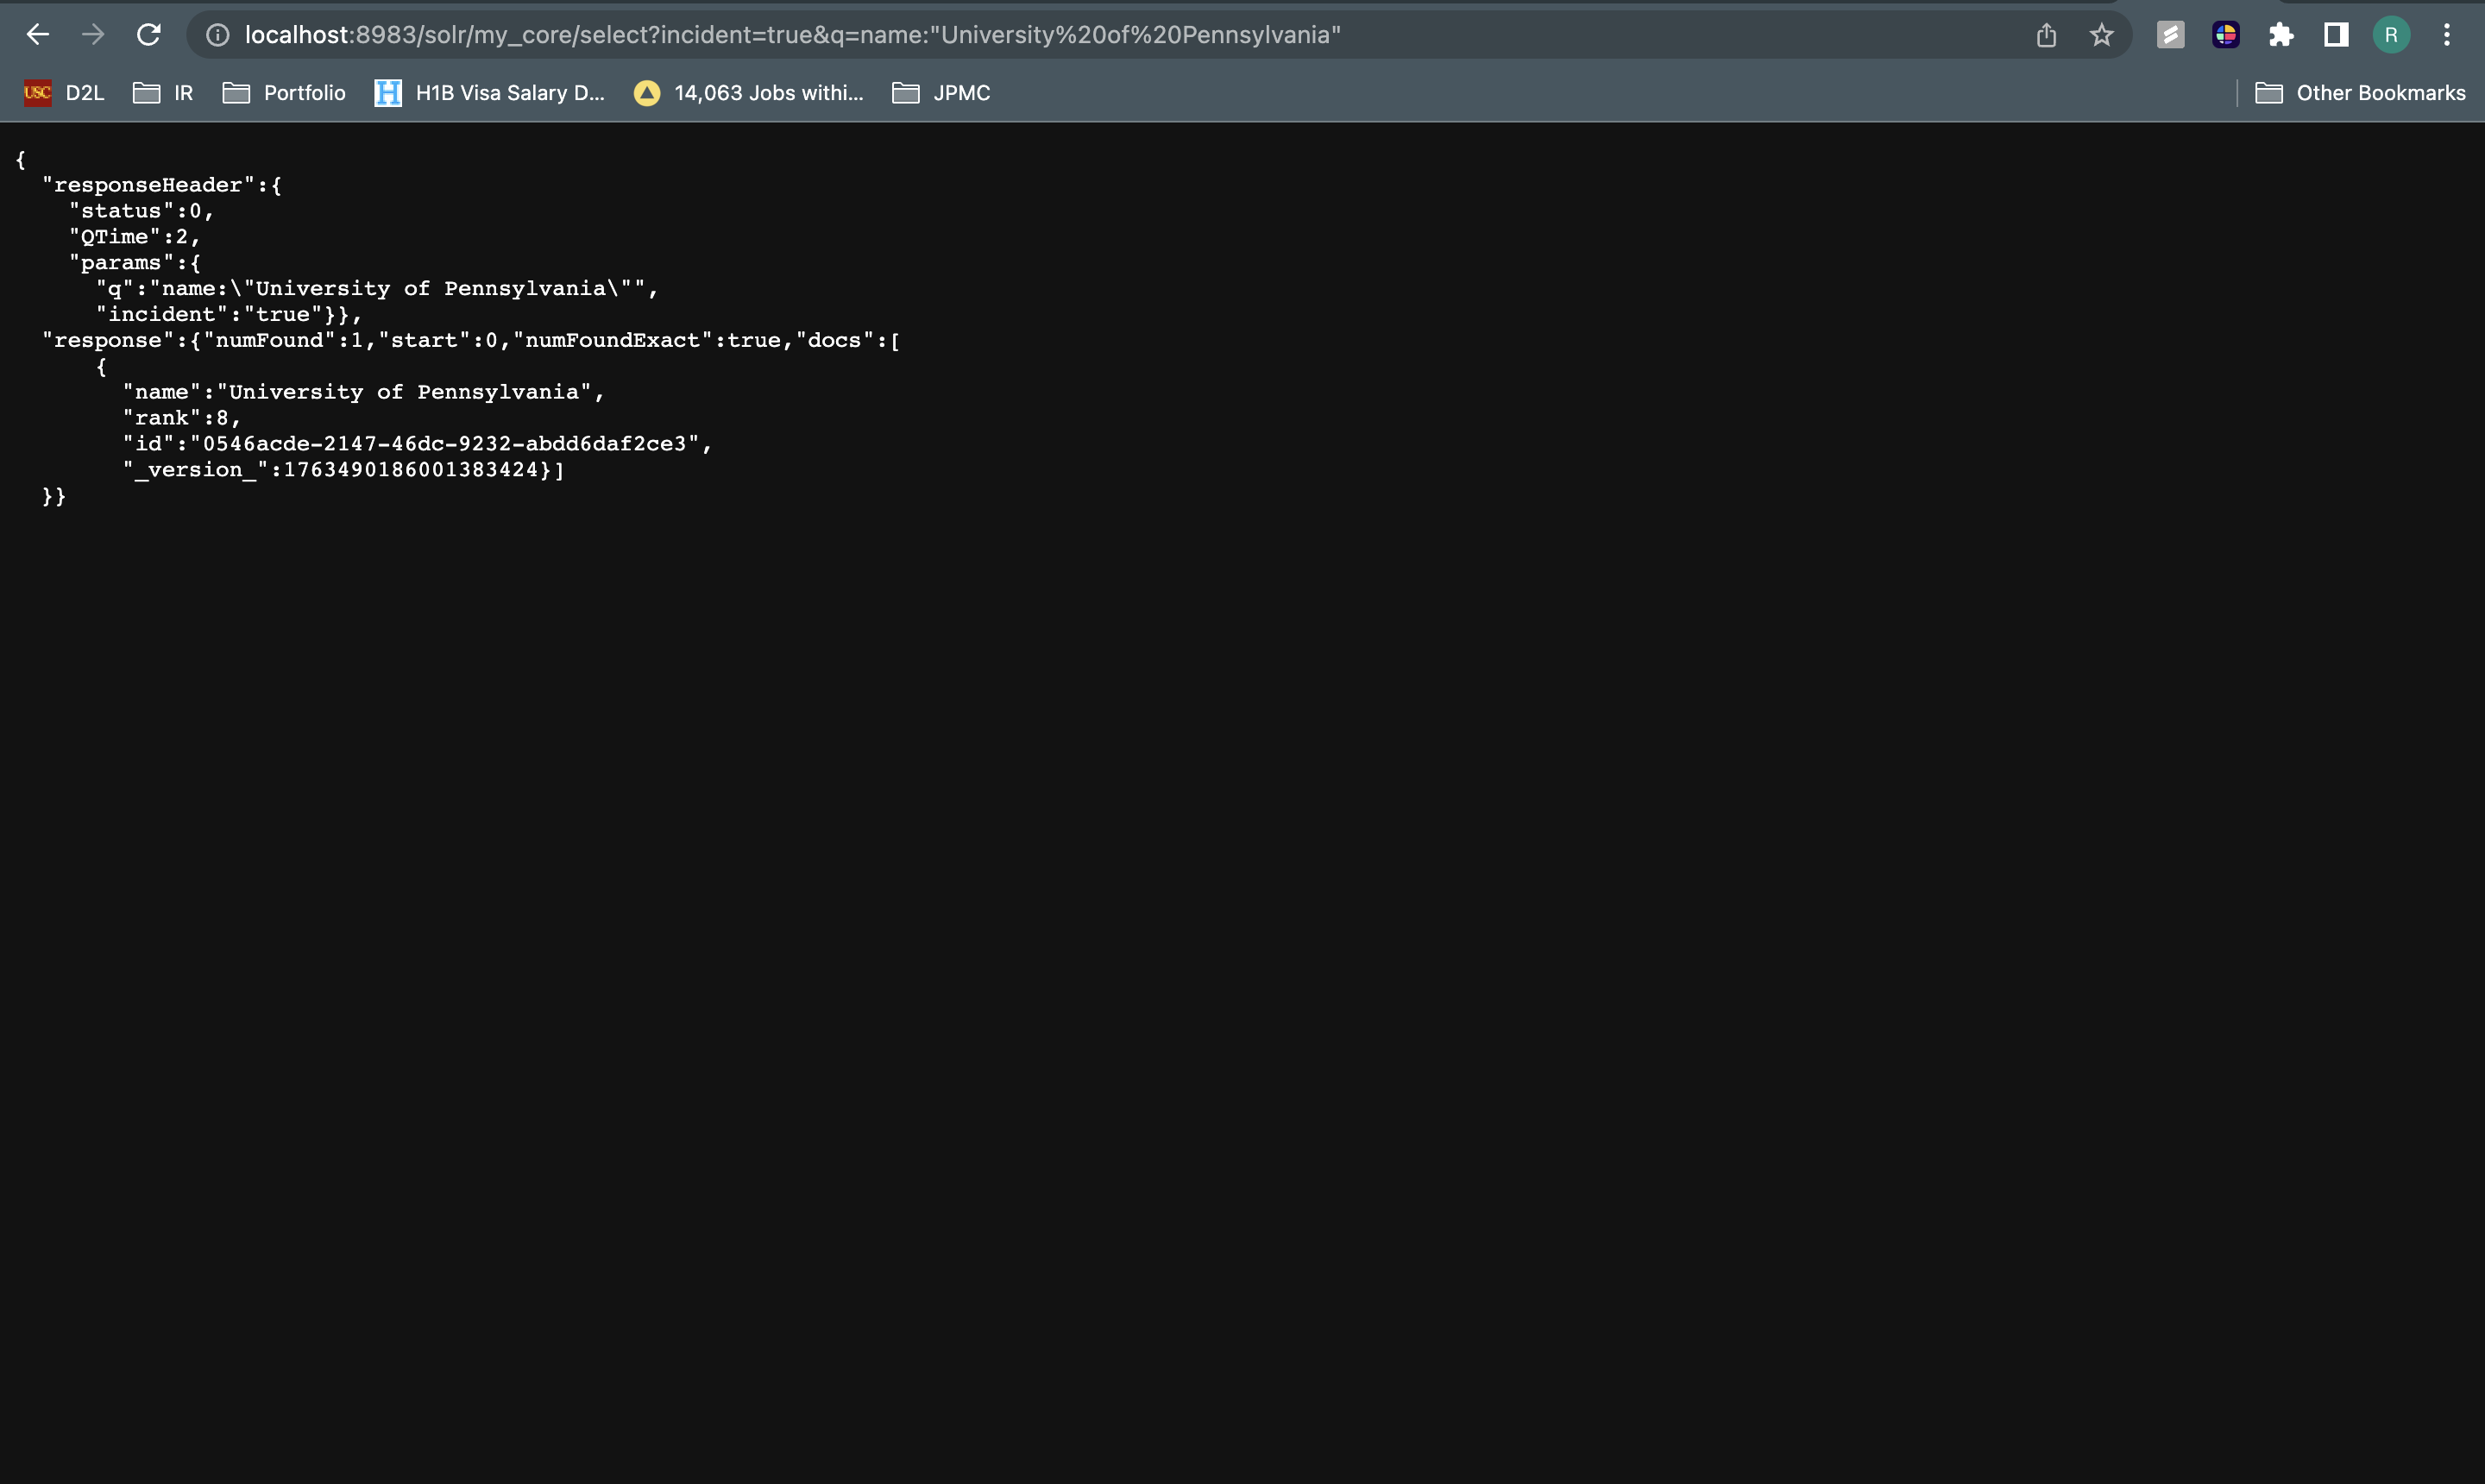 localhost:8983/solr/my_core/select?incident=true&q=name:"University%20of%20Pennsylvania"
R
USC D2L IR Portfolio H H1B Visa Salary D... 14,063 Jobs withi... JPMC Other Bookmarks
{
  "responseHeader":{
    "status":0,
    "QTime":2,
    "params":{
      "q":"name:\"University of Pennsylvania\"",
      "incident":"true"}},
  "response":{"numFound":1,"start":0,"numFoundExact":true,"docs":[
      {
        "name":"University of Pennsylvania",
        "rank":8,
        "id":"0546acde-2147-46dc-9232-abdd6daf2ce3",
        "_version_":1763490186001383424}]
  }}